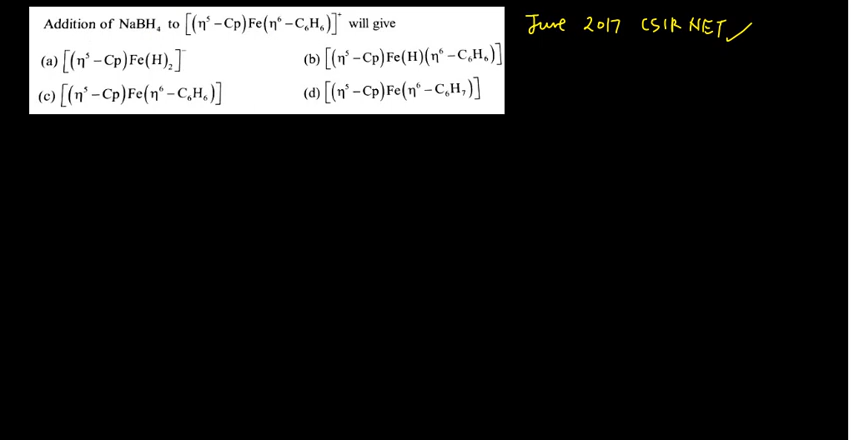 Addition of NaBH₄ to [(η⁵ – Cp)Fe(η⁶ – C₆H₆)]⁺ will give
(a) [(η⁵ – Cp)Fe(H)₂]⁻ (b) [(η⁵ – Cp)Fe(H)(η⁶ – C₆H₆)]
(c) [(η⁵ – Cp)Fe(η⁶ – C₆H₆)] (d) [(η⁵ – Cp)Fe(η⁶ – C₆H₇)]
June 2017 CSIR NET ✓